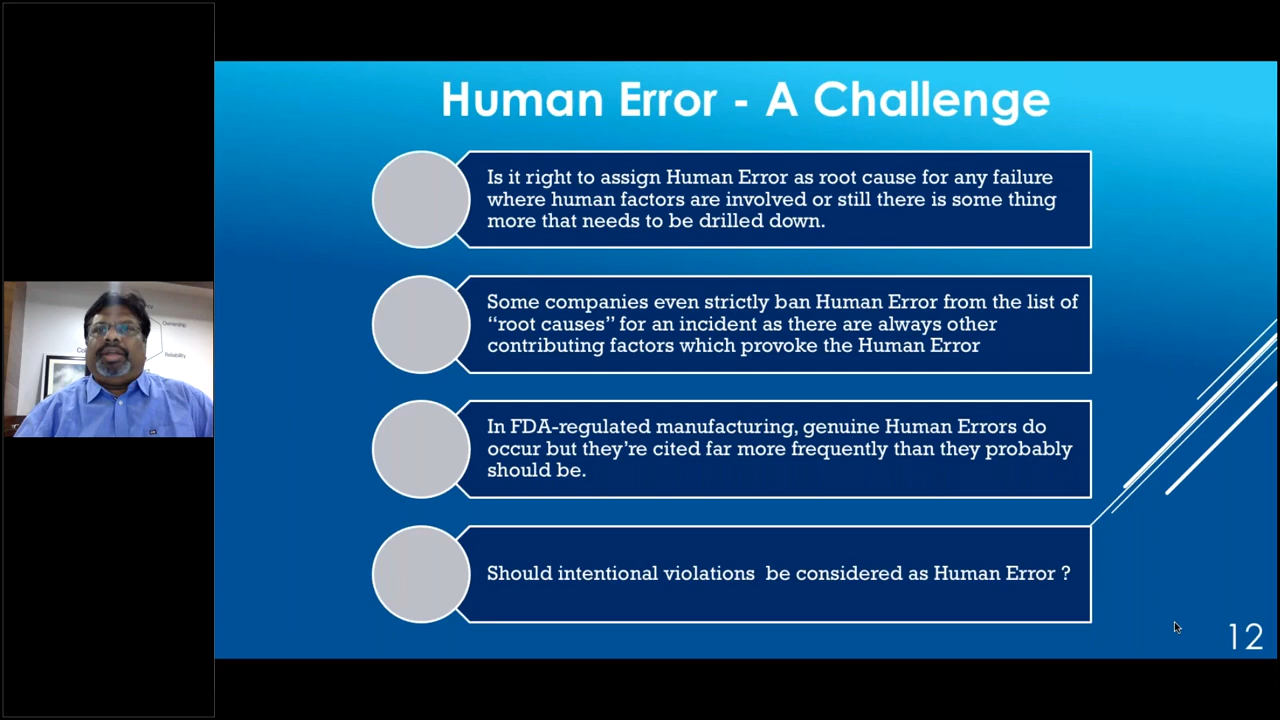 Human Error - A Challenge
Is it right to assign Human Error as root cause for any failure
where human factors are involved or still there is some thing
more that needs to be drilled down.
Some companies even strictly ban Human Error from the list of
“root causes” for an incident as there are always other
contributing factors which provoke the Human Error
In FDA-regulated manufacturing, genuine Human Errors do
occur but they’re cited far more frequently than they probably
should be.
Should intentional violations  be considered as Human Error ?
12
Ownership
Reliability